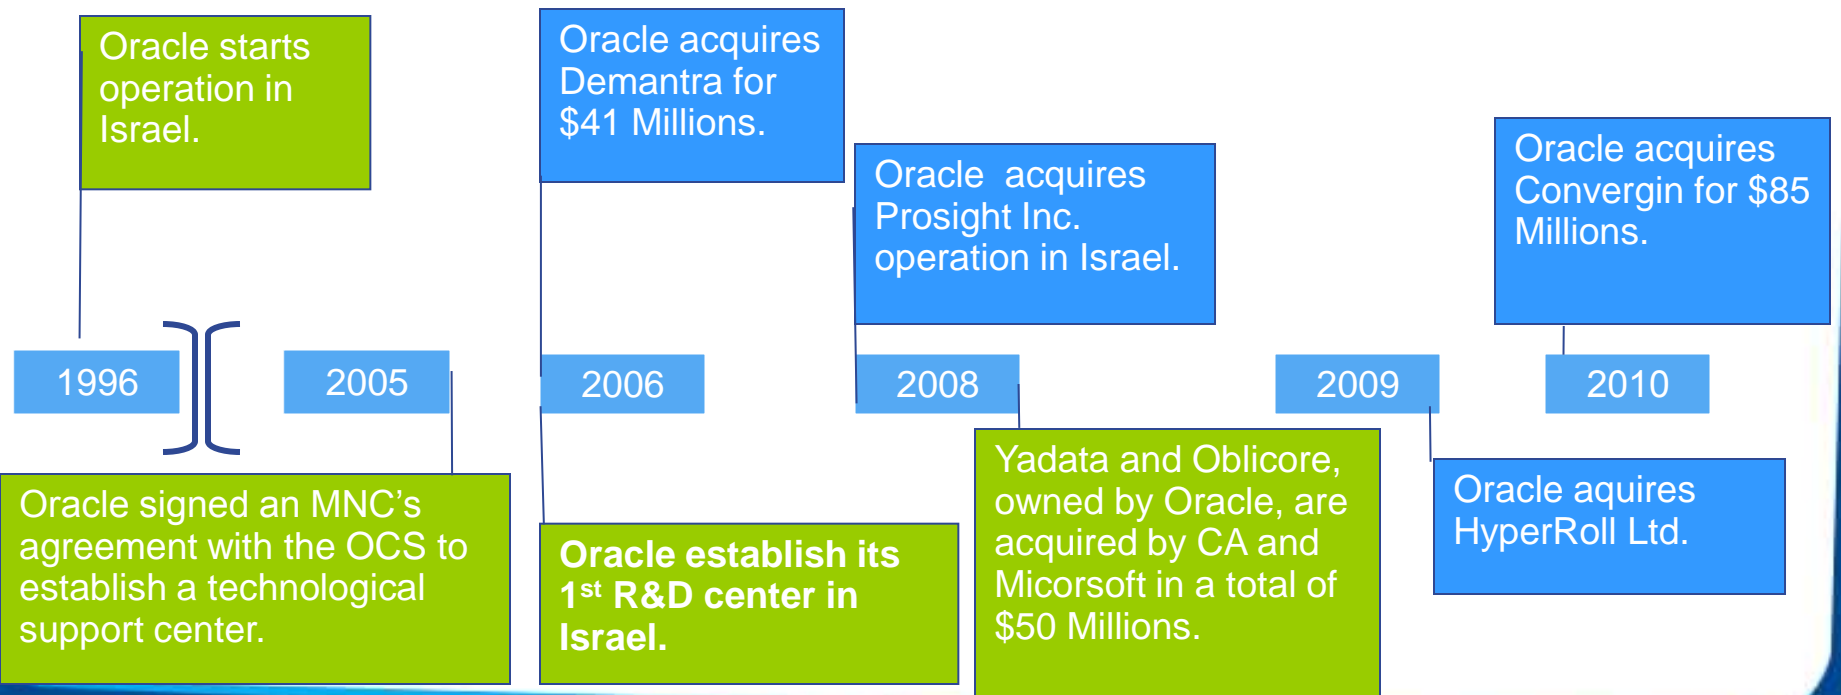 Oracle starts
operation in
Israel.
Oracle acquires
Demantra for
$41 Millions.
Oracle  acquires
Prosight Inc.
operation in Israel.
Oracle acquires
Convergin for $85
Millions.
1996
2005
2006
2008
2009
2010
Oracle signed an MNC’s
agreement with the OCS to
establish a technological
support center.
Oracle establish its
1st R&D center in
Israel.
Yadata and Oblicore,
owned by Oracle, are
acquired by CA and
Micorsoft in a total of
$50 Millions.
Oracle aquires
HyperRoll Ltd.